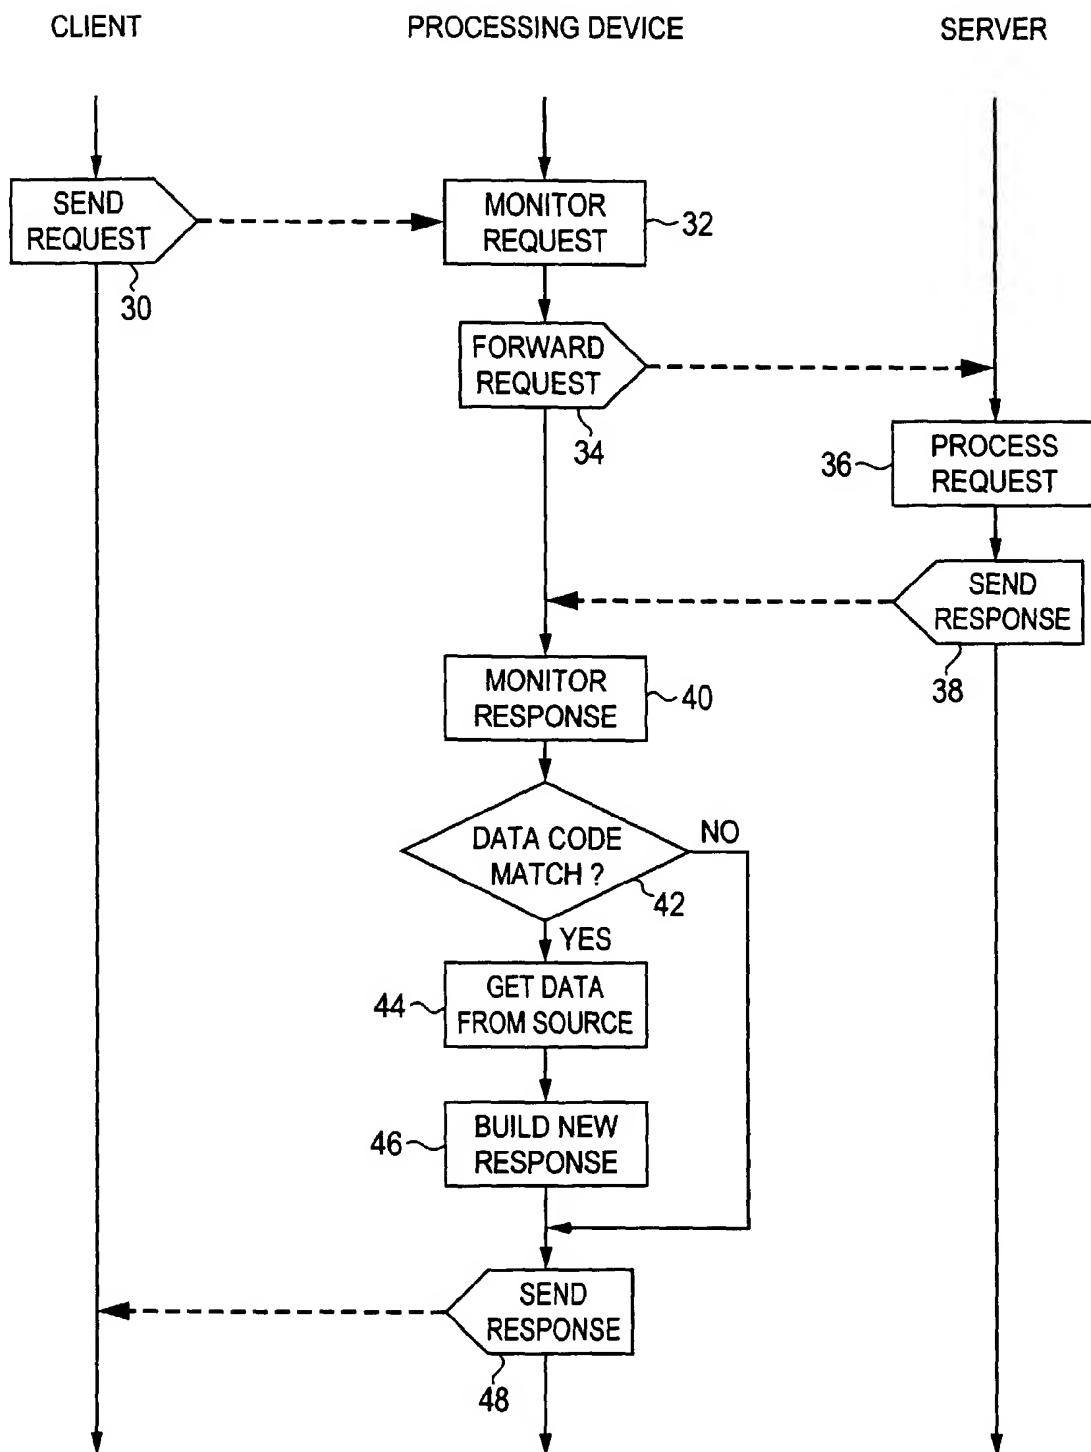 CLIENT
PROCESSING DEVICE
SERVER
SEND
REQUEST
30
MONITOR
REQUEST
32
FORWARD
REQUEST
34
PROCESS
REQUEST
36
SEND
RESPONSE
38
MONITOR
RESPONSE
40
DATA CODE
MATCH ?
42
NO
YES
GET DATA
FROM SOURCE
44
BUILD NEW
RESPONSE
46
SEND
RESPONSE
48